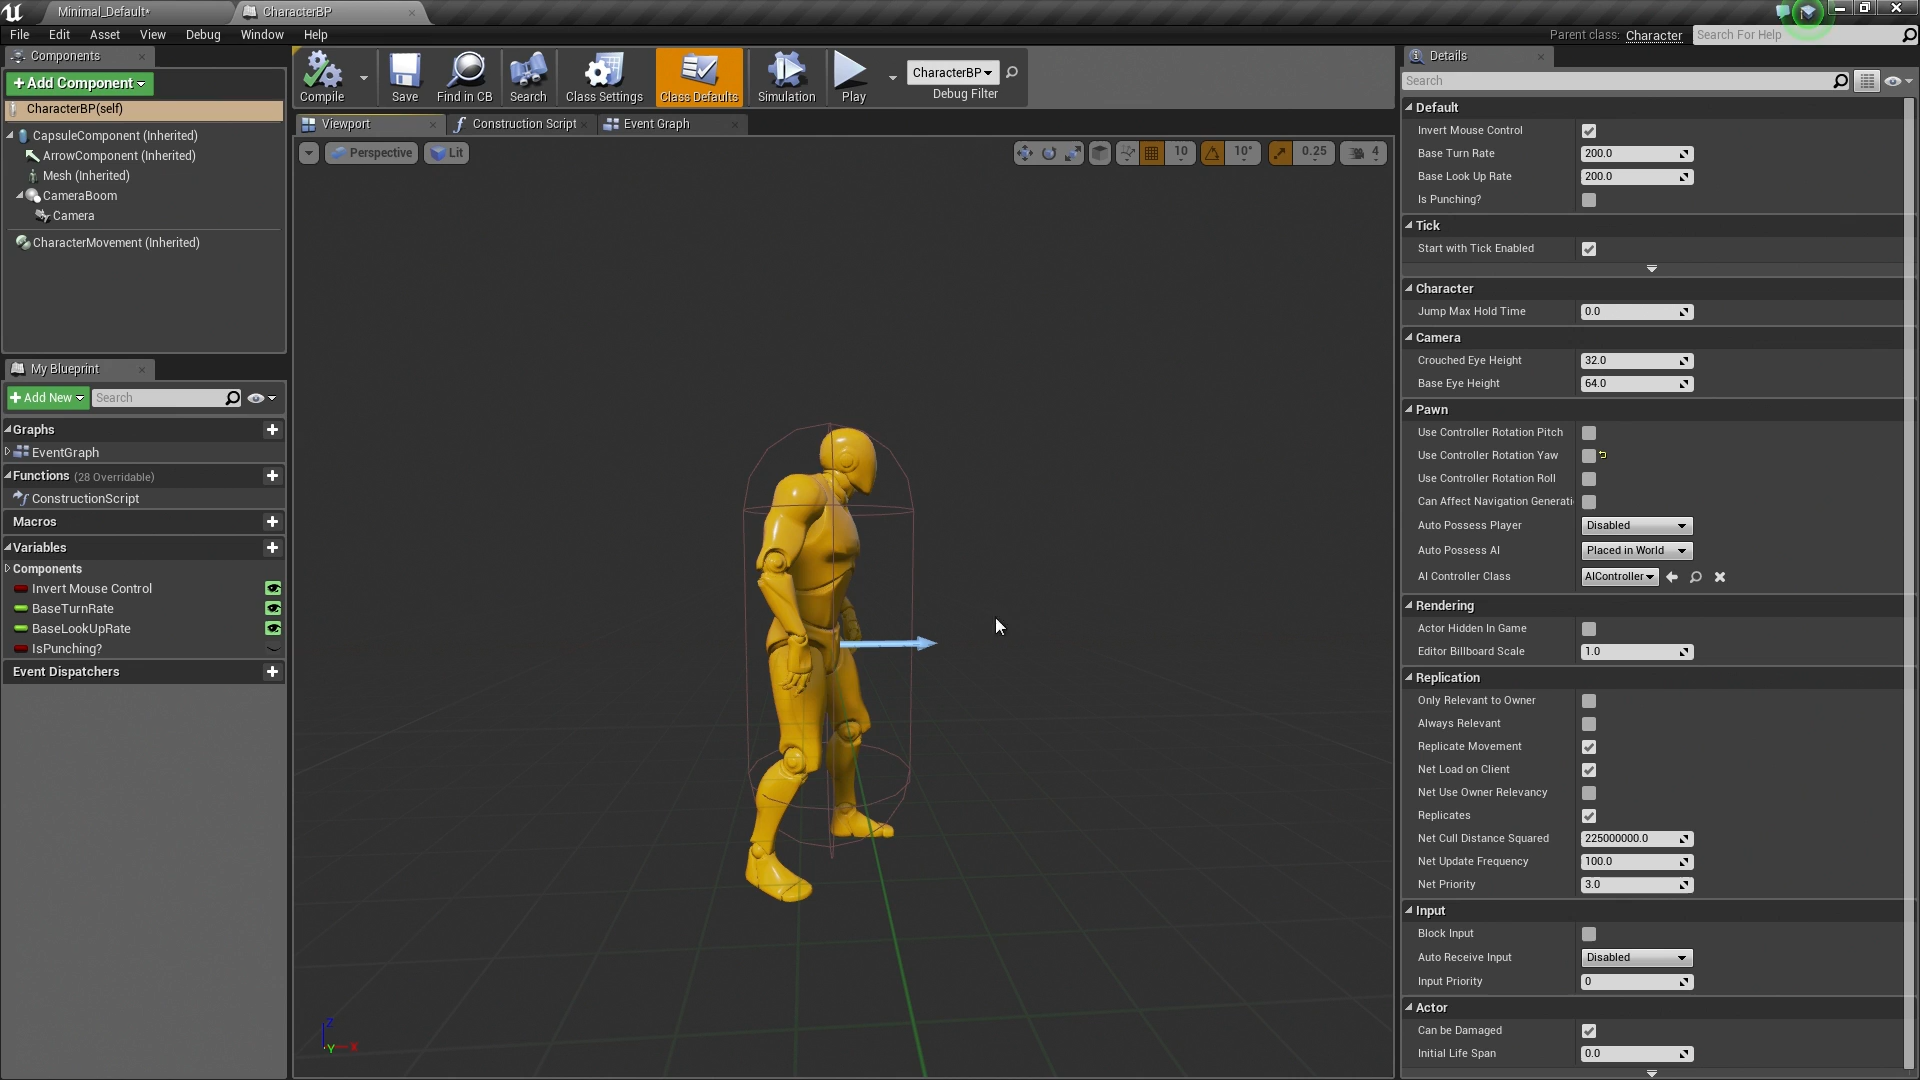 Minimal_Default*
CharacterBP
File Edit Asset View Debug Window Help
Parent class: Character
Search For Help
Components
+Add Component
CharacterBP(self)
CapsuleComponent (Inherited)
ArrowComponent (Inherited)
Mesh (Inherited)
CameraBoom
Camera
CharacterMovement (Inherited)
My Blueprint
+Add New
Search
Graphs
EventGraph
Functions (28 Overridable)
ConstructionScript
Macros
Variables
Components
Invert Mouse Control
BaseTurnRate
BaseLookUpRate
IsPunching?
Event Dispatchers
Compile
Save
Find in CB
Search
Class Settings
Class Defaults
Simulation
Play
CharacterBP
Debug Filter
Viewport
Construction Script
Event Graph
Perspective
Lit
10
10°
0.25
4
Z
Y
X
Details
Search
Default
Invert Mouse Control
Base Turn Rate 200.0
Base Look Up Rate 200.0
Is Punching?
Tick
Start with Tick Enabled
Character
Jump Max Hold Time 0.0
Camera
Crouched Eye Height 32.0
Base Eye Height 64.0
Pawn
Use Controller Rotation Pitch
Use Controller Rotation Yaw
Use Controller Rotation Roll
Can Affect Navigation Generati
Auto Possess Player Disabled
Auto Possess AI Placed in World
AI Controller Class AIController
Rendering
Actor Hidden In Game
Editor Billboard Scale 1.0
Replication
Only Relevant to Owner
Always Relevant
Replicate Movement
Net Load on Client
Net Use Owner Relevancy
Replicates
Net Cull Distance Squared 225000000.0
Net Update Frequency 100.0
Net Priority 3.0
Input
Block Input
Auto Receive Input Disabled
Input Priority 0
Actor
Can be Damaged
Initial Life Span 0.0